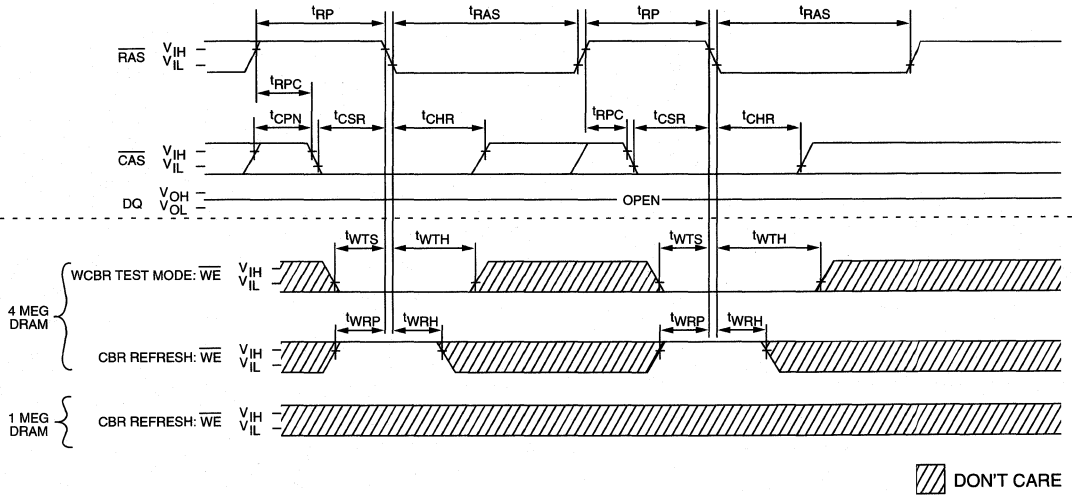 tRP tRAS tRP tRAS
RAS VIH
VIL
tRPC
tCPN tCSR tCHR tRPC tCSR tCHR
CAS VIH
VIL
DQ VOH
VOL
OPEN
tWTS tWTH tWTS tWTH
WCBR TEST MODE: WE VIH
VIL
4 MEG
DRAM
tWRP tWRH tWRP tWRH
CBR REFRESH: WE VIH
VIL
1 MEG
DRAM
CBR REFRESH: WE VIH
VIL
DON'T CARE